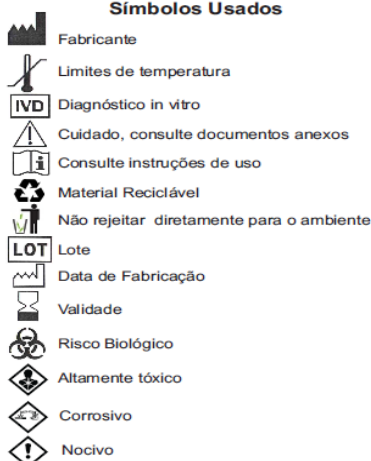 Símbolos Usados
Fabricante
Limites de temperatura
IVD Diagnóstico in vitro
Cuidado, consulte documentos anexos
i Consulte instruções de uso
Material Reciclável
Não rejeitar diretamente para o ambiente
LOT Lote
Data de Fabricação
Validade
Risco Biológico
Altamente tóxico
Corrosivo
Nocivo